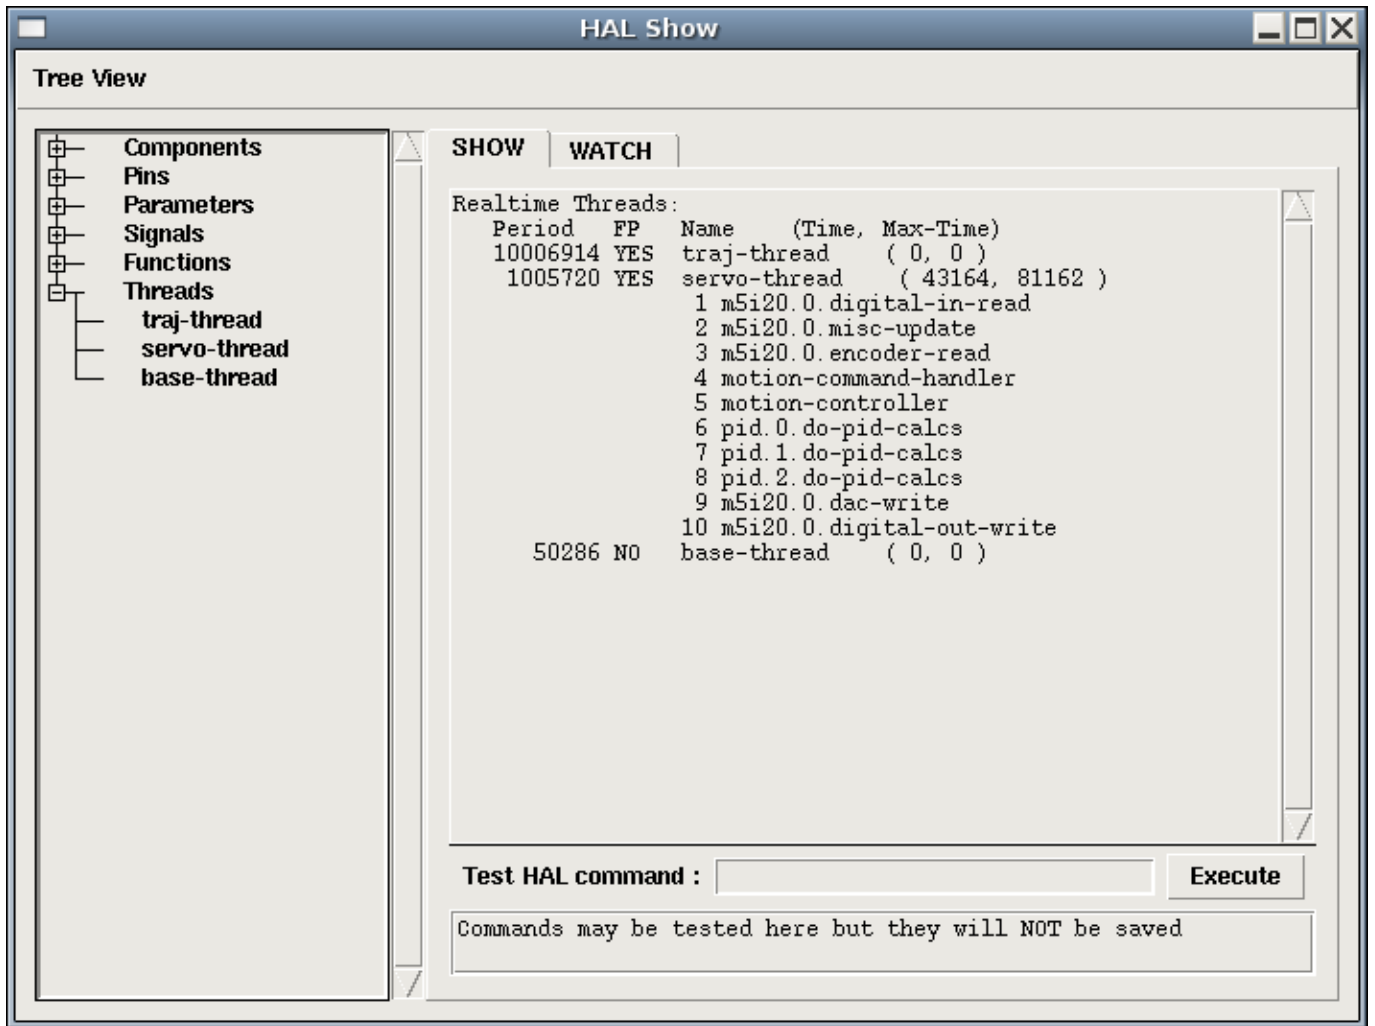 HAL Show
Tree View
Components
Pins
Parameters
Signals
Functions
Threads
traj-thread
servo-thread
base-thread
SHOW WATCH
Realtime Threads:
Period FP Name (Time, Max-Time)
10006914 YES traj-thread ( 0, 0 )
1005720 YES servo-thread ( 43164, 81162 )
1 m5i20.0.digital-in-read
2 m5i20.0.misc-update
3 m5i20.0.encoder-read
4 motion-command-handler
5 motion-controller
6 pid.0.do-pid-calcs
7 pid.1.do-pid-calcs
8 pid.2.do-pid-calcs
9 m5i20.0.dac-write
10 m5i20.0.digital-out-write
50286 NO base-thread ( 0, 0 )
Test HAL command : Execute
Commands may be tested here but they will NOT be saved